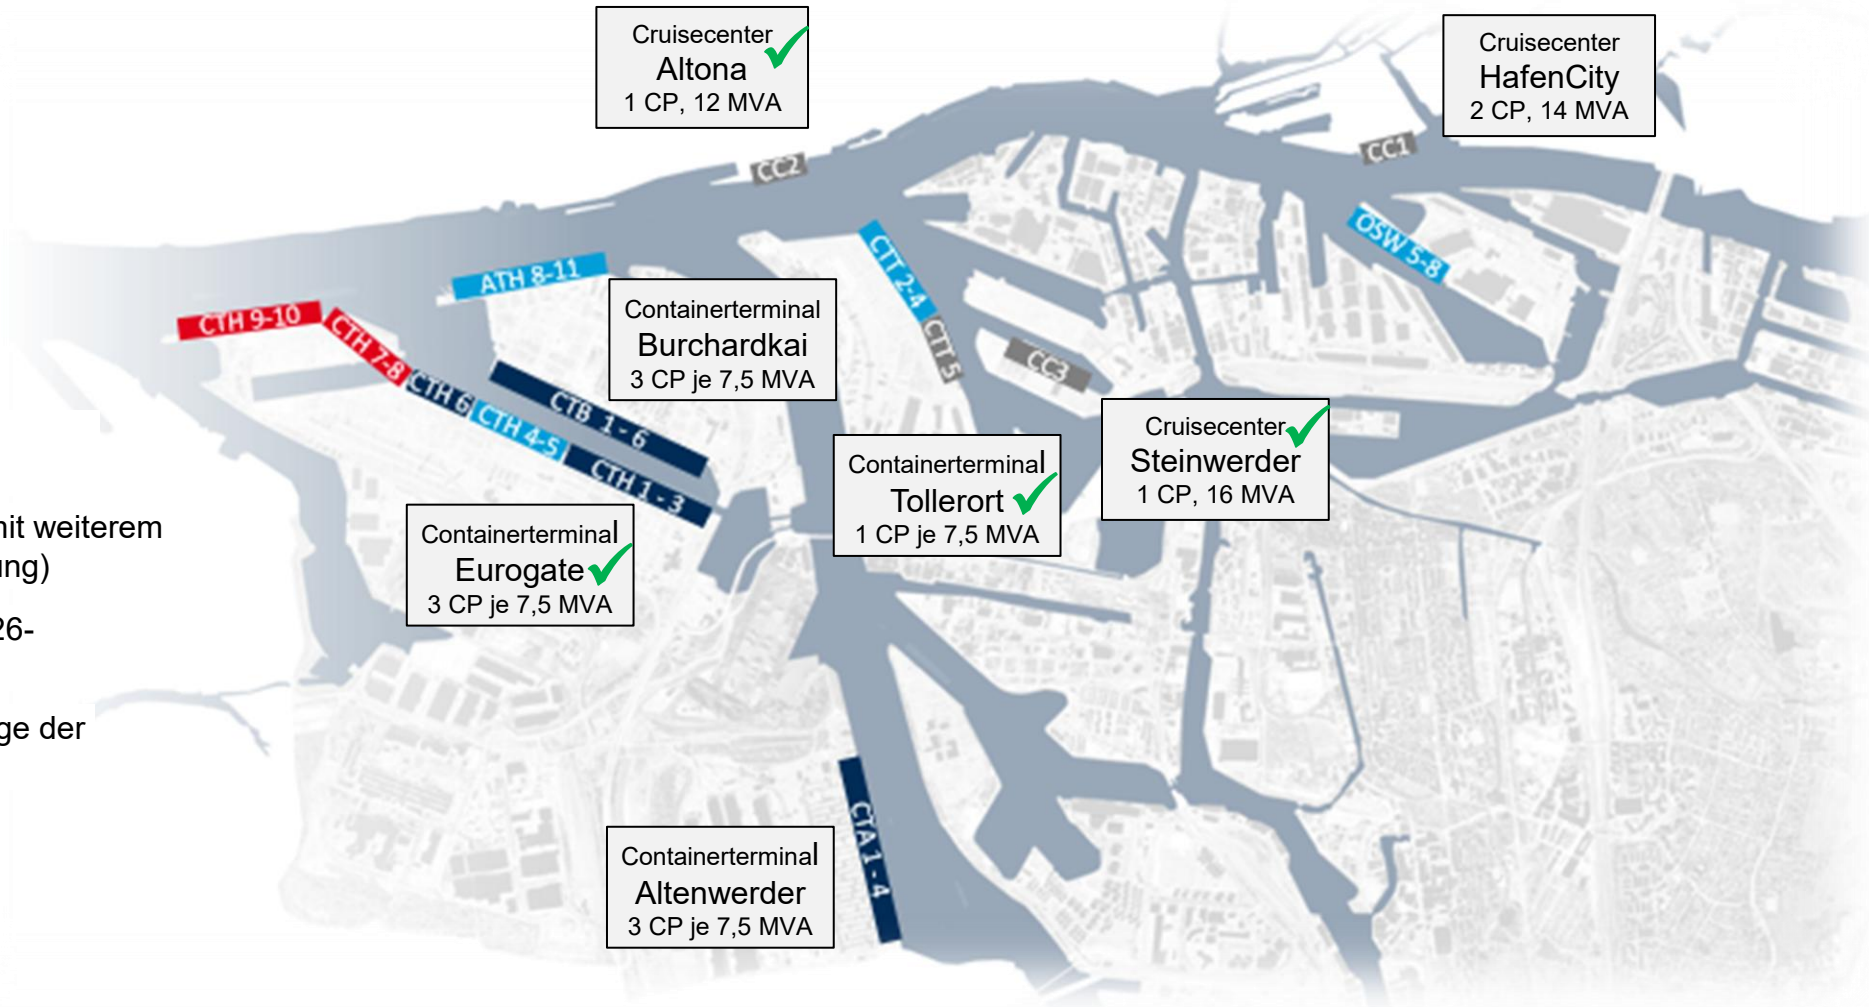 Cruisecenter
Altona
1 CP, 12 MVA
Cruisecenter
HafenCity
2 CP, 14 MVA
CC2
CC1
OSW 5-8
CTT 2-4
ATH 8-11
CTH 9-10
CTH 7-8
CTH 6
CTH 4-5
CTH 1 - 3
CTB 1 - 6
Containerterminal
Burchardkai
3 CP je 7,5 MVA
CTT 5
CC3
Cruisecenter
Steinwerder
1 CP, 16 MVA
Containerterminal
Tollerort
1 CP je 7,5 MVA
Containerterminal
Eurogate
3 CP je 7,5 MVA
mit weiterem
ung)
26-
ge der
CTA 1 - 4
Containerterminal
Altenwerder
3 CP je 7,5 MVA